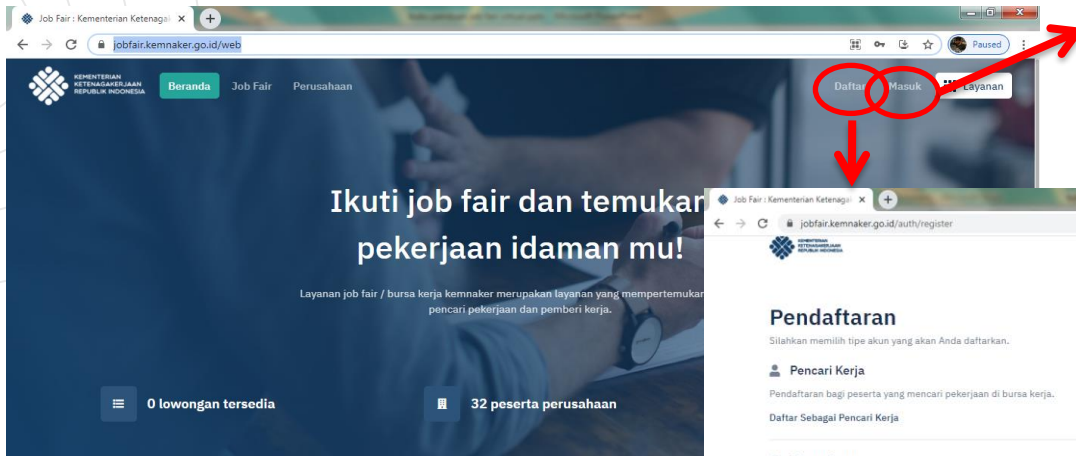 Job Fair : Kementerian Ketenagal
jobfair.kemnaker.go.id/web
Paused
KEMENTERIAN
KETENAGAKERJAAN
REPUBLIK INDONESIA
Beranda
Job Fair
Perusahaan
Daftar
Masuk
Layanan
Ikuti job fair dan temukan
pekerjaan idaman mu!
Layanan job fair / bursa kerja kemnaker merupakan layanan yang mempertemukan
pencari pekerjaan dan pemberi kerja.
0 lowongan tersedia
32 peserta perusahaan
Job Fair : Kementerian Ketenagal
jobfair.kemnaker.go.id/auth/register
KEMENTERIAN
KETENAGAKERJAAN
REPUBLIK INDONESIA
Pendaftaran
Silahkan memilih tipe akun yang akan Anda daftarkan.
Pencari Kerja
Pendaftaran bagi peserta yang mencari pekerjaan di bursa kerja.
Daftar Sebagai Pencari Kerja